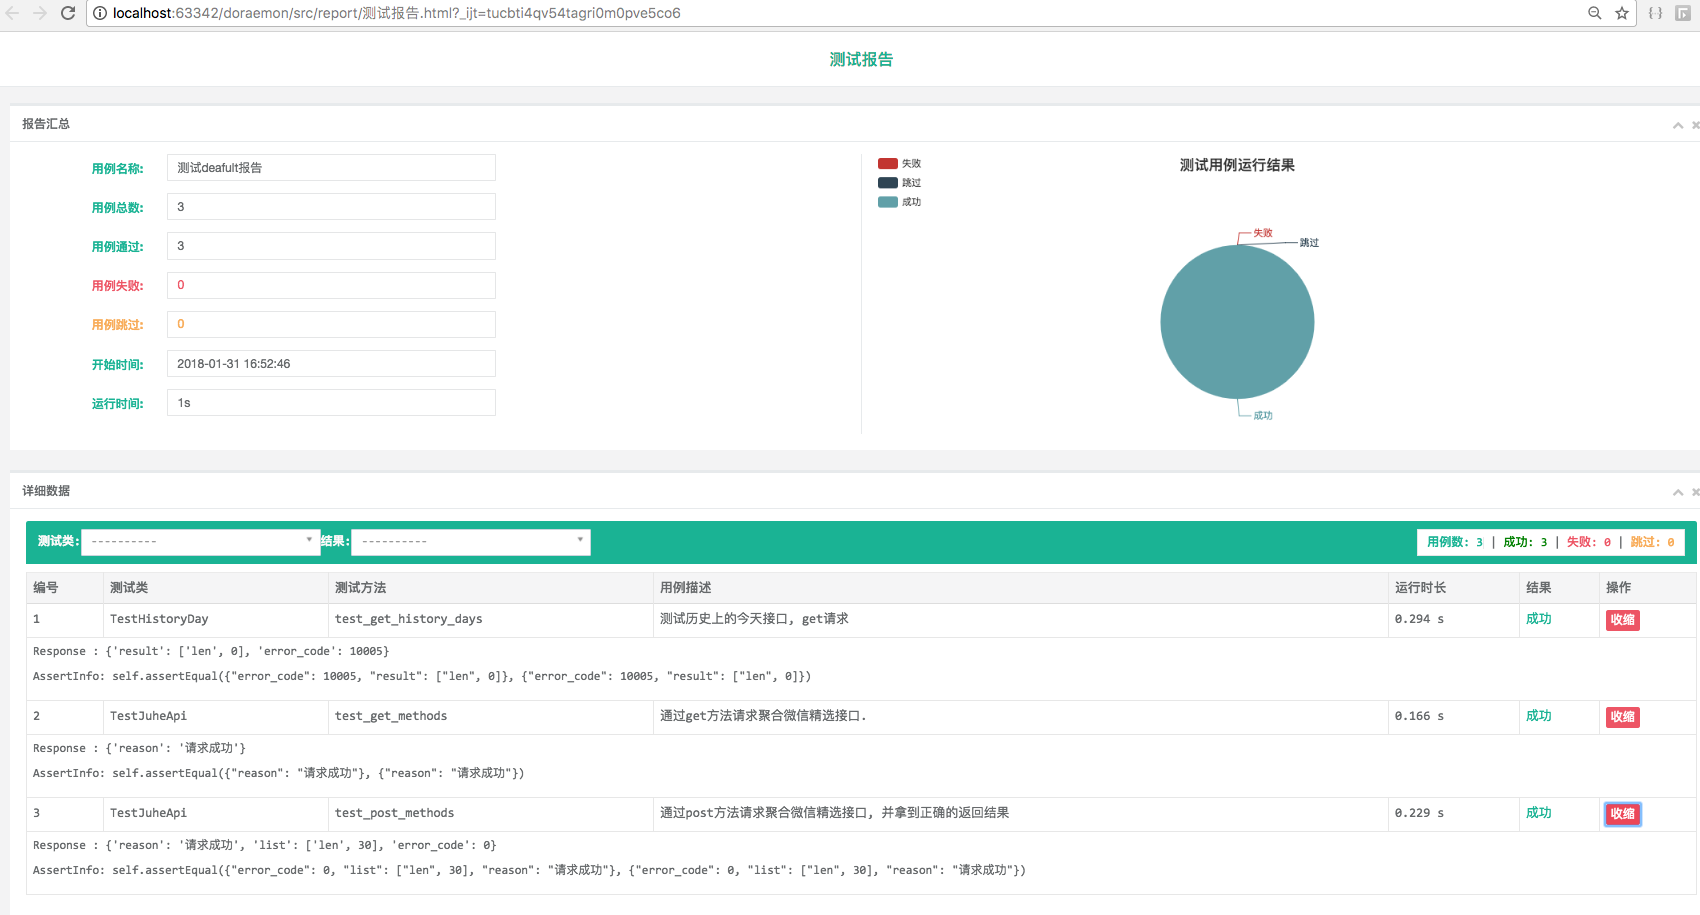 localhost:63342/doraemon/src/report/测试报告.html?_ijt=tucbti4qv54tagri0m0pve5co6
测试报告
报告汇总
用例名称: 测试deafult报告
用例总数: 3
用例通过: 3
用例失败: 0
用例跳过: 0
开始时间: 2018-01-31 16:52:46
运行时间: 1s
失败
跳过
成功
测试用例运行结果
失败
跳过
成功
详细数据
测试类: ---------- 结果: ---------- 用例数: 3 | 成功: 3 | 失败: 0 | 跳过: 0
编号 测试类 测试方法 用例描述 运行时长 结果 操作
1 TestHistoryDay test_get_history_days 测试历史上的今天接口, get请求 0.294 s 成功 收缩
Response : {'result': ['len', 0], 'error_code': 10005}
AssertInfo: self.assertEqual({"error_code": 10005, "result": ["len", 0]}, {"error_code": 10005, "result": ["len", 0]})
2 TestJuheApi test_get_methods 通过get方法请求聚合微信精选接口. 0.166 s 成功 收缩
Response : {'reason': '请求成功'}
AssertInfo: self.assertEqual({"reason": "请求成功"}, {"reason": "请求成功"})
3 TestJuheApi test_post_methods 通过post方法请求聚合微信精选接口, 并拿到正确的返回结果 0.229 s 成功 收缩
Response : {'reason': '请求成功', 'list': ['len', 30], 'error_code': 0}
AssertInfo: self.assertEqual({"error_code": 0, "list": ["len", 30], "reason": "请求成功"}, {"error_code": 0, "list": ["len", 30], "reason": "请求成功"})